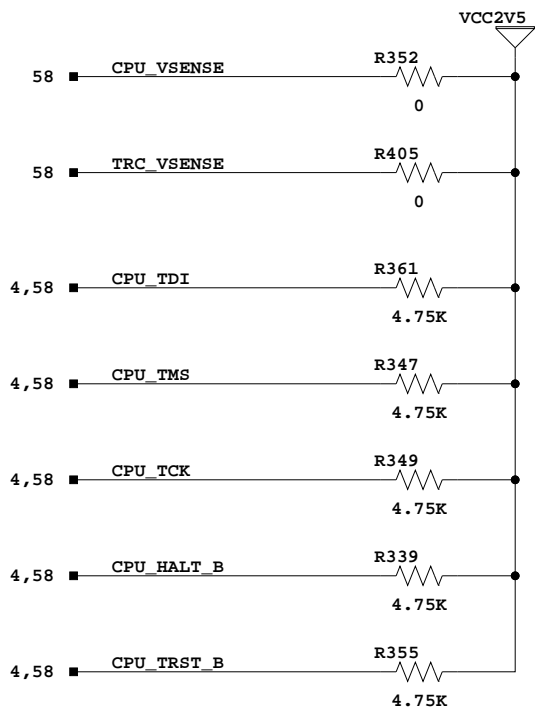 VCC2V5
58 CPU_VSENSE R352
0
58 TRC_VSENSE R405
0
4,58 CPU_TDI R361
4.75K
4,58 CPU_TMS R347
4.75K
4,58 CPU_TCK R349
4.75K
4,58 CPU_HALT_B R339
4.75K
4,58 CPU_TRST_B R355
4.75K